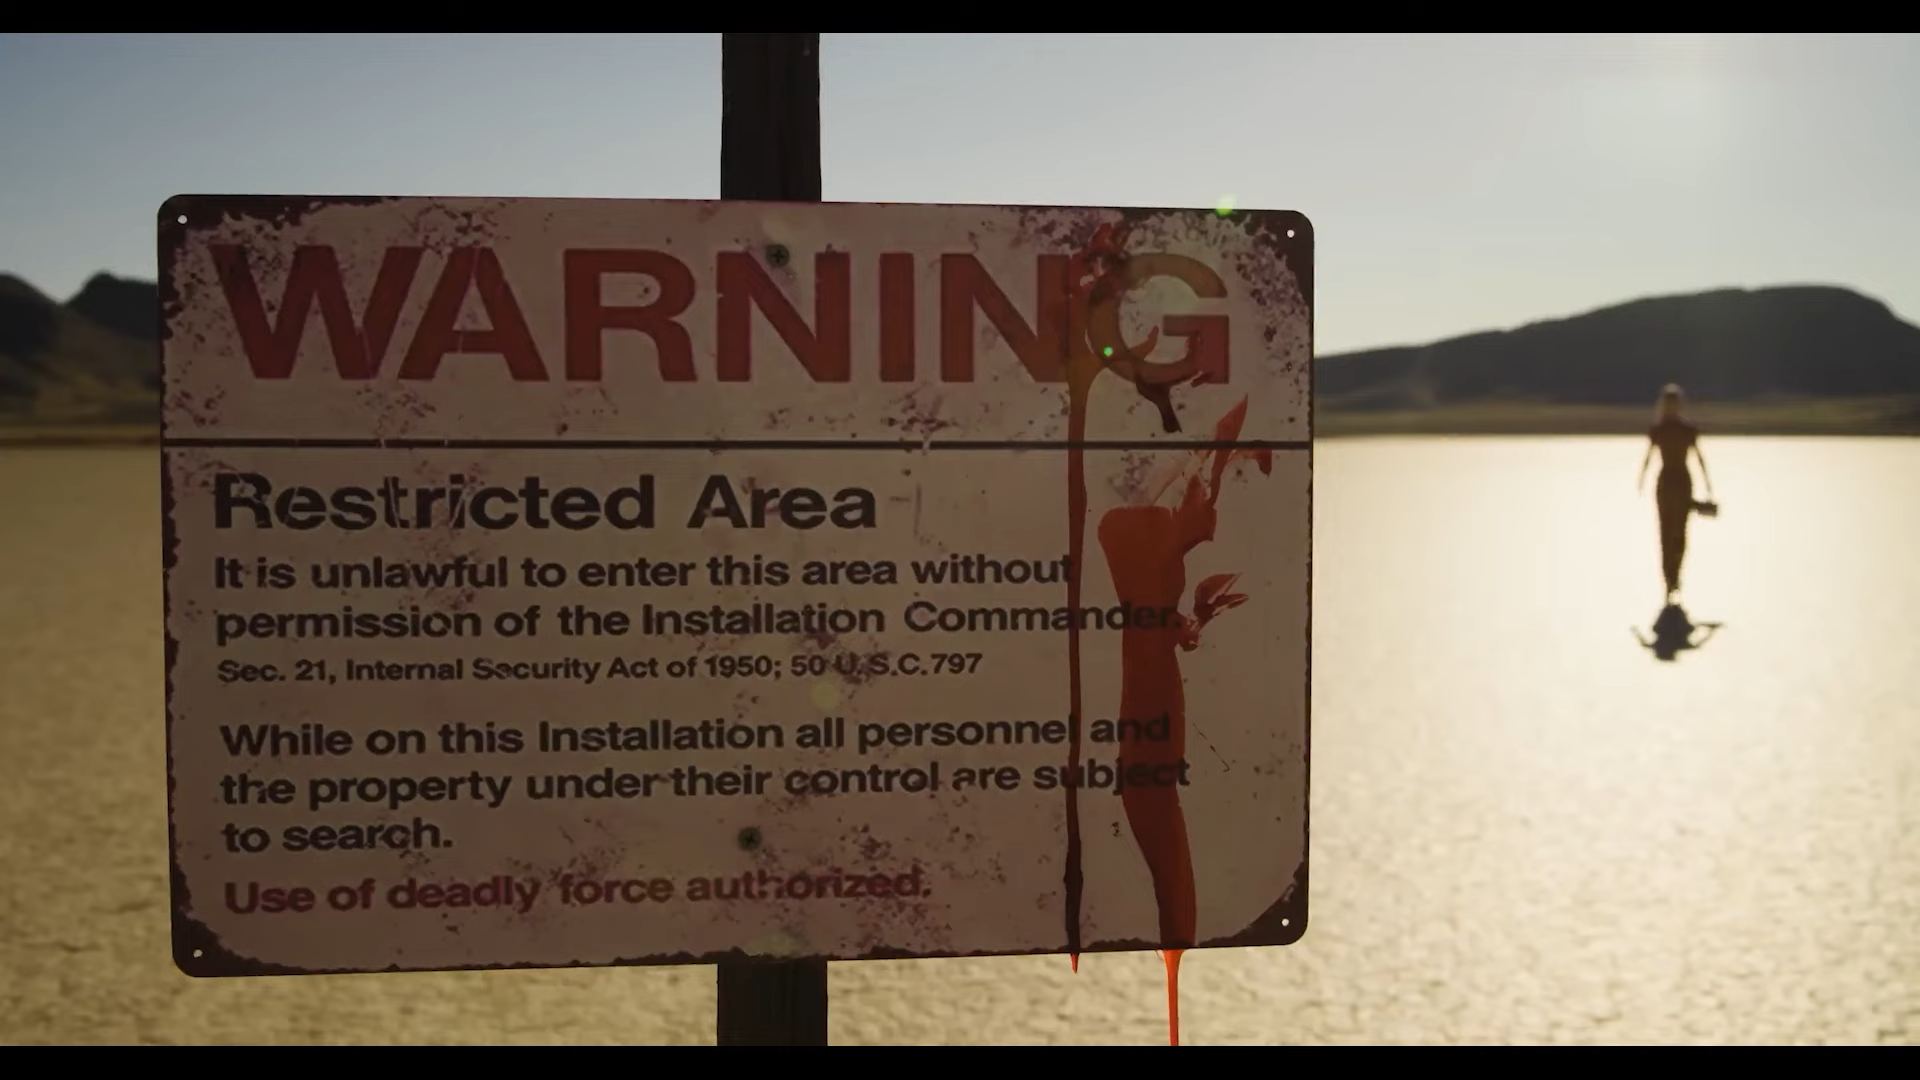 WARNING
Restricted Area
It is unlawful to enter this area without
permission of the Installation Commander.
Sec. 21, Internal Security Act of 1950; 50 U.S.C.797
While on this Installation all personnel and
the property under their control are subject
to search.
Use of deadly force authorized.